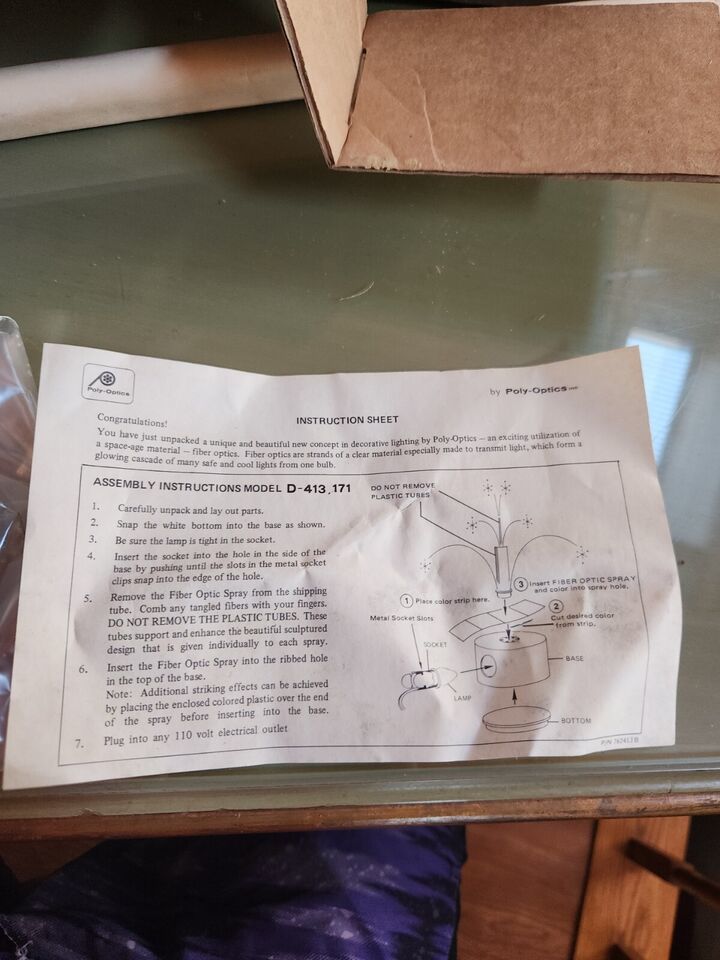 Poly-Optics
by Poly-Optics INC
Congratulations!
INSTRUCTION SHEET
You have just unpacked a unique and beautiful new concept in decorative lighting by Poly-Optics — an exciting utilization of
a space-age material — fiber optics. Fiber optics are strands of a clear material especially made to transmit light, which form a
glowing cascade of many safe and cool lights from one bulb.
ASSEMBLY INSTRUCTIONS MODEL D-413,171
1. Carefully unpack and lay out parts.
2. Snap the white bottom into the base as shown.
3. Be sure the lamp is tight in the socket.
4. Insert the socket into the hole in the side of the
base by pushing until the slots in the metal socket
clips snap into the edge of the hole.
5. Remove the Fiber Optic Spray from the shipping
tube. Comb any tangled fibers with your fingers.
DO NOT REMOVE THE PLASTIC TUBES. These
tubes support and enhance the beautiful sculptured
design that is given individually to each spray.
6. Insert the Fiber Optic Spray into the ribbed hole
in the top of the base.
Note: Additional striking effects can be achieved
by placing the enclosed colored plastic over the end
of the spray before inserting into the base.
7. Plug into any 110 volt electrical outlet
DO NOT REMOVE
PLASTIC TUBES
3 Insert FIBER OPTIC SPRAY
and color into spray hole.
1 Place color strip here.
2
Cut desired color
from strip.
Metal Socket Slots
SOCKET
LAMP
BASE
BOTTOM
P/N 762413B